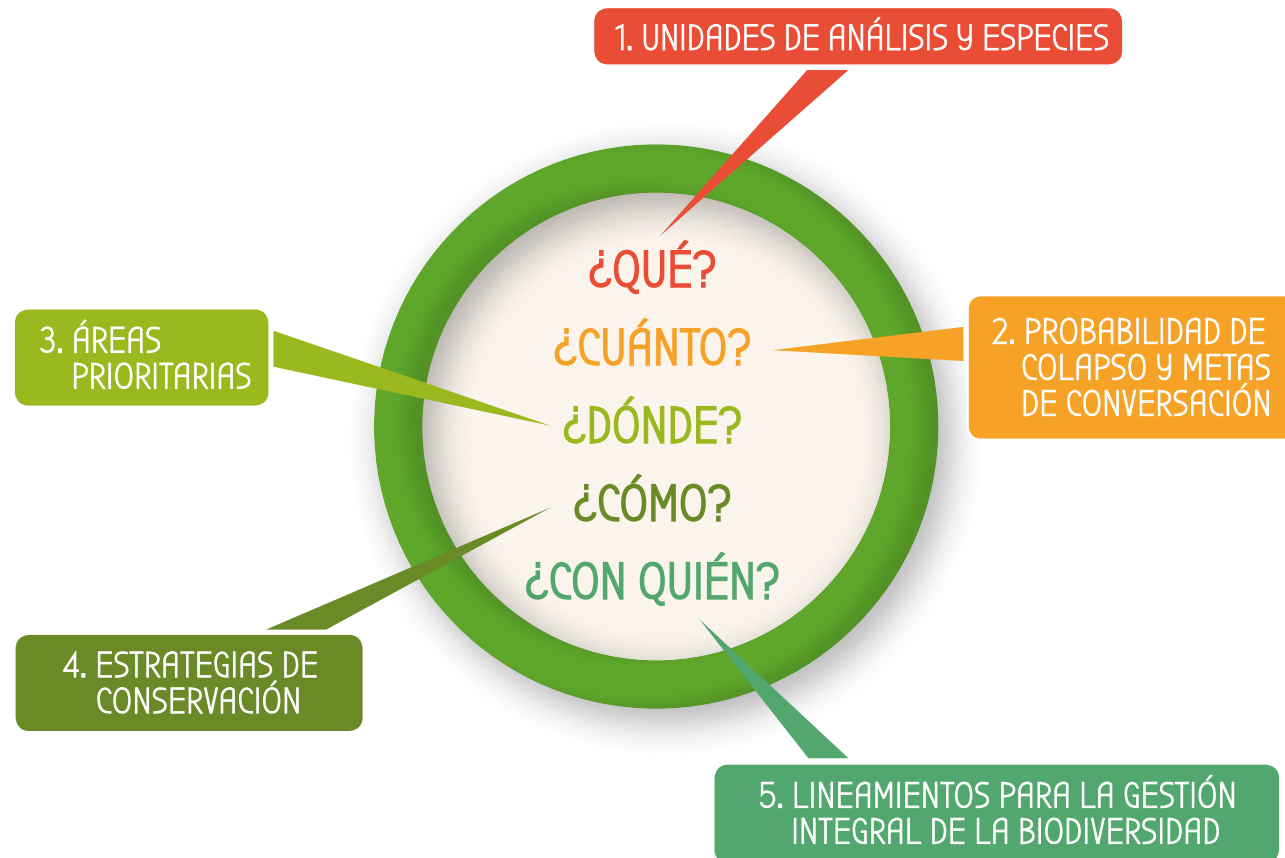 1. UNIDADES DE ANÁLISIS Y ESPECIES
¿QUÉ?
¿CUÁNTO?
¿DÓNDE?
¿CÓMO?
¿CON QUIÉN?
2. PROBABILIDAD DE
COLAPSO Y METAS
DE CONVERSACIÓN
3. ÁREAS
PRIORITARIAS
4. ESTRATEGIAS DE
CONSERVACIÓN
5. LINEAMIENTOS PARA LA GESTIÓN
INTEGRAL DE LA BIODIVERSIDAD